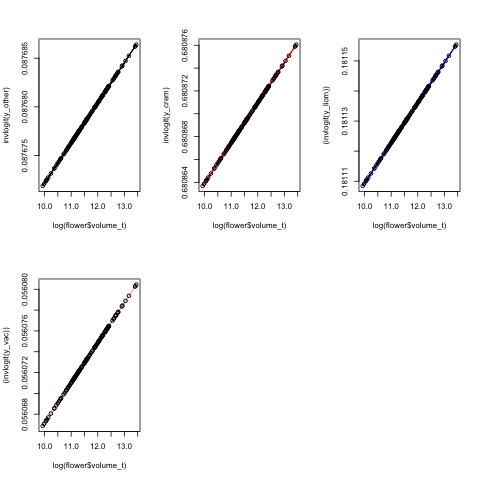 invlogit(y_other)
0.087675 0.087680 0.087685
10.0 11.0 12.0 13.0
log(flower$volume_t)
invlogit(y_crem)
0.680864 0.680868 0.680872 0.680876
10.0 11.0 12.0 13.0
log(flower$volume_t)
(invlogit(y_liom))
0.18111 0.18113 0.18115
10.0 11.0 12.0 13.0
log(flower$volume_t)
(invlogit(y_vac))
0.056068 0.056072 0.056076 0.056080
10.0 11.0 12.0 13.0
log(flower$volume_t)